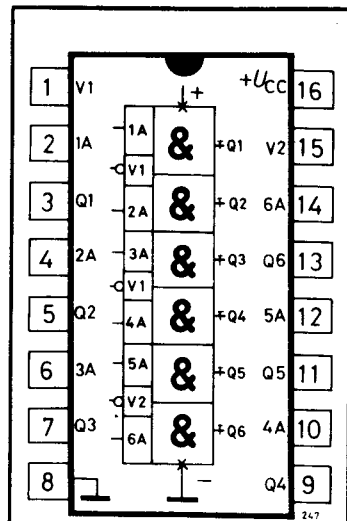 +
+UCC
1 V1
16
1A
&
Q1
2 1A
V2 15
V1
3 Q1
2A
&
Q2
6A 14
4 2A
3A
&
Q3
Q6 13
V1
5 Q2
4A
&
Q4
5A 12
6 3A
5A
&
Q5
Q5 11
V2
7 Q3
6A
&
Q6
4A 10
8
−
Q4 9
247